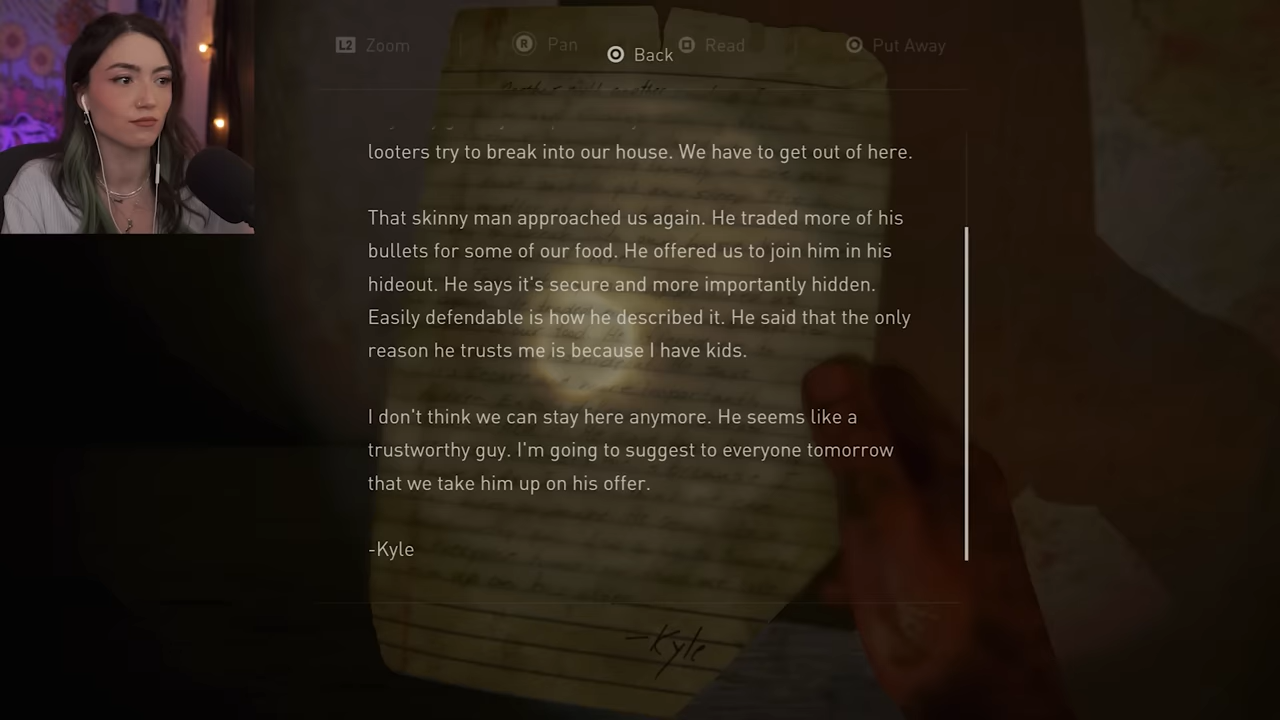 L2 Zoom
R Pan
Back
Read
Put Away
looters try to break into our house. We have to get out of here.
That skinny man approached us again. He traded more of his
bullets for some of our food. He offered us to join him in his
hideout. He says it's secure and more importantly hidden.
Easily defendable is how he described it. He said that the only
reason he trusts me is because I have kids.
I don't think we can stay here anymore. He seems like a
trustworthy guy. I'm going to suggest to everyone tomorrow
that we take him up on his offer.
-Kyle
-Kyle